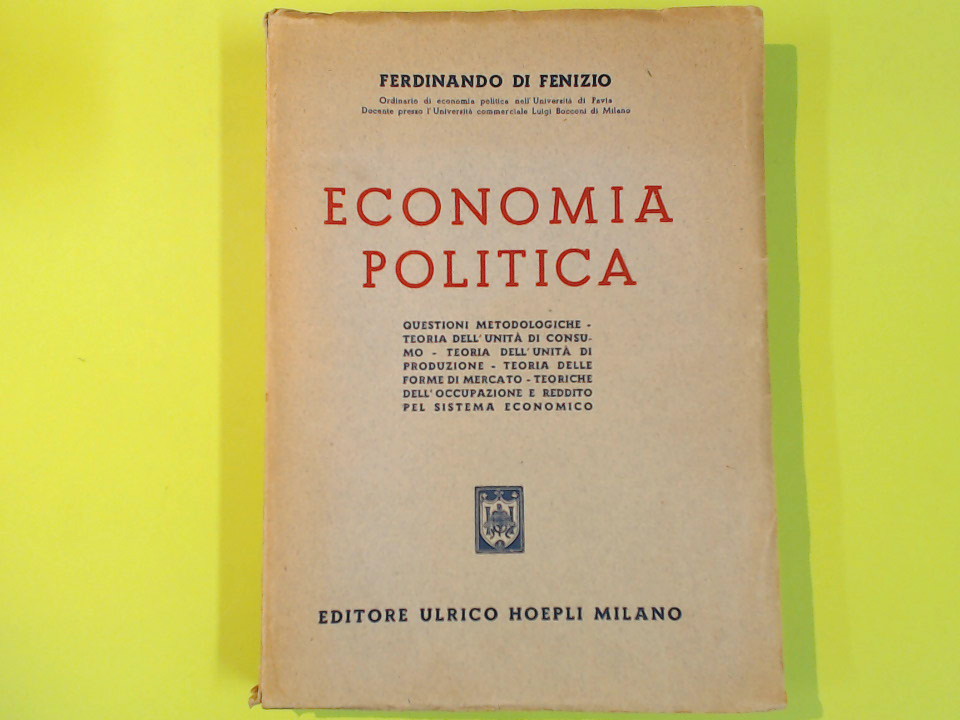 FERDINANDO DI FENIZIO
Ordinario di economia politica nell'Università di Pavia
Docente presso l'Università commerciale Luigi Bocconi di Milano
ECONOMIA
POLITICA
QUESTIONI METODOLOGICHE -
TEORIA DELL'UNITÀ DI CONSU-
MO - TEORIA DELL'UNITÀ DI
PRODUZIONE - TEORIA DELLE
FORME DI MERCATO - TEORICHE
DELL'OCCUPAZIONE E REDDITO
PEL SISTEMA ECONOMICO
EDITORE ULRICO HOEPLI MILANO